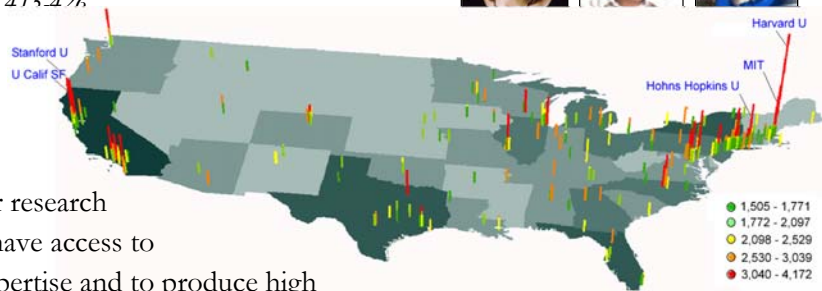 Harvard U
Stanford U
MIT
U Calif SF
Hohns Hopkins U
r research
have access to
pertise and to produce high
1,505 - 1,771
1,772 - 2,097
2,098 - 2,529
2,530 - 3,039
3,040 - 4,172